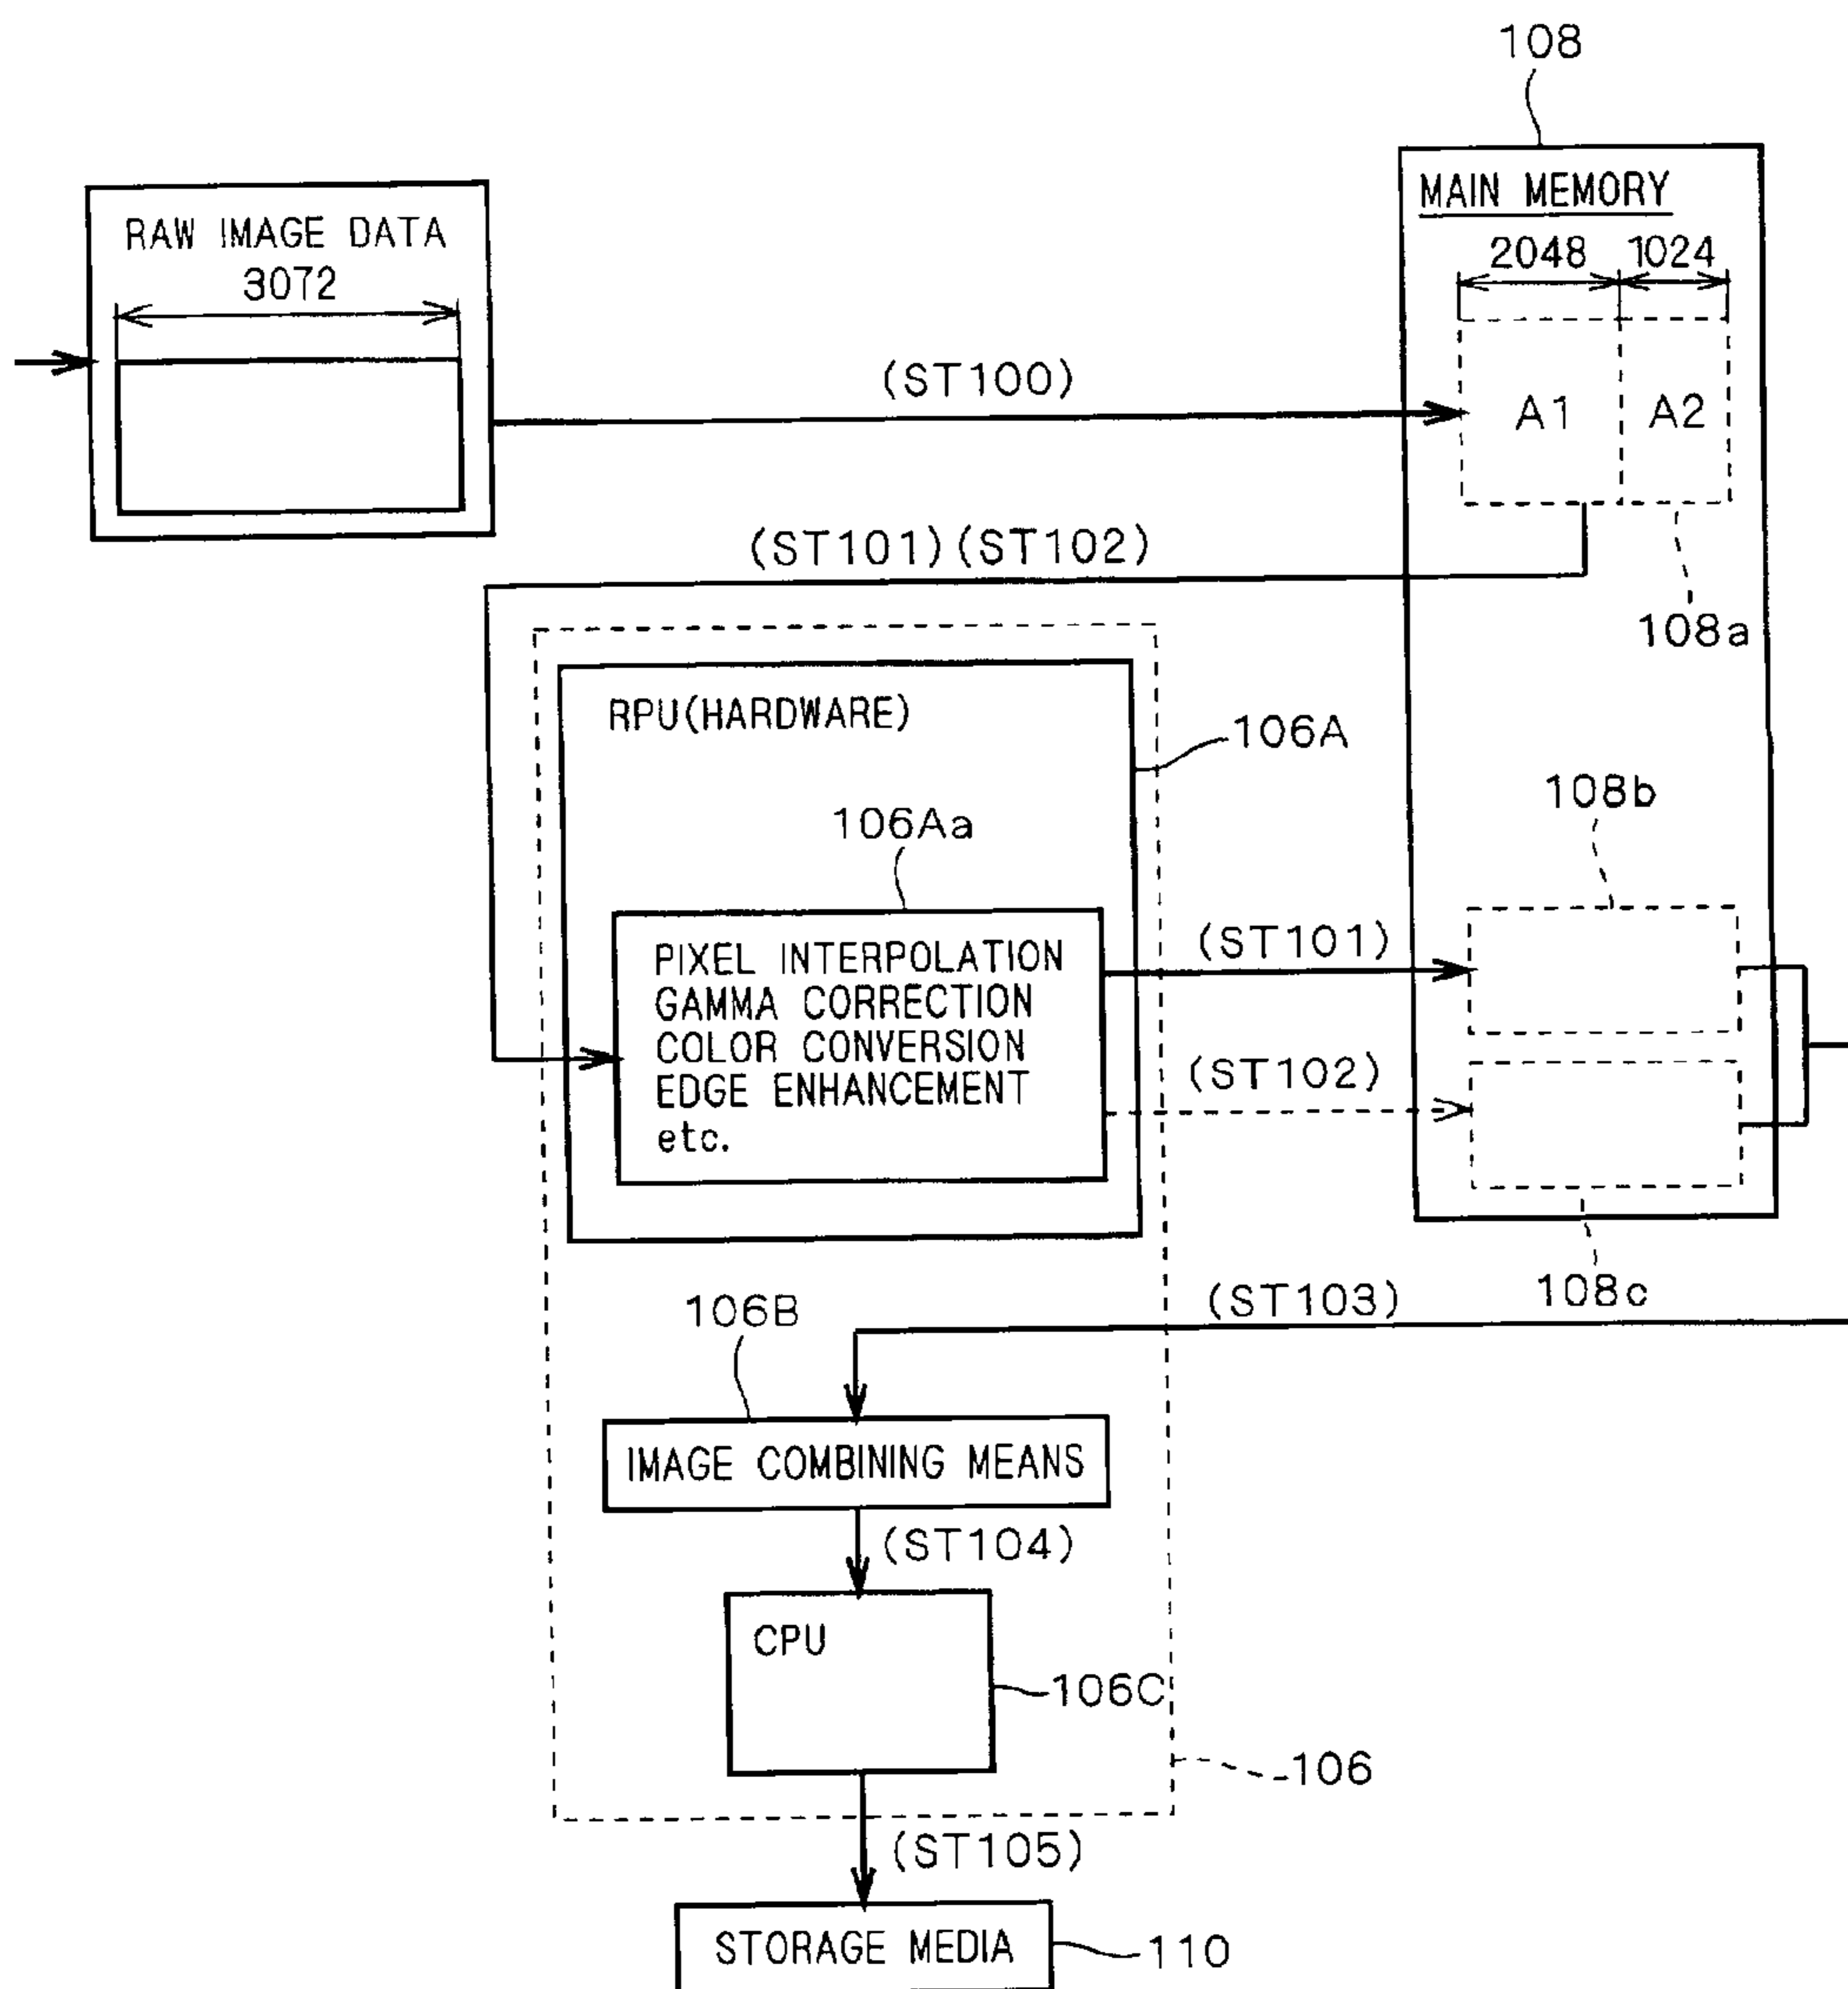 108
MAIN MEMORY
RAW IMAGE DATA
3072
2048 1024
(ST100)
A1 A2
(ST101)(ST102)
108a
RPU(HARDWARE)
106A
108b
106Aa
PIXEL INTERPOLATION
GAMMA CORRECTION
COLOR CONVERSION
EDGE ENHANCEMENT
etc.
(ST101)
(ST102)
108c
(ST103)
106B
IMAGE COMBINING MEANS
(ST104)
CPU
106C
106
(ST105)
STORAGE MEDIA
110